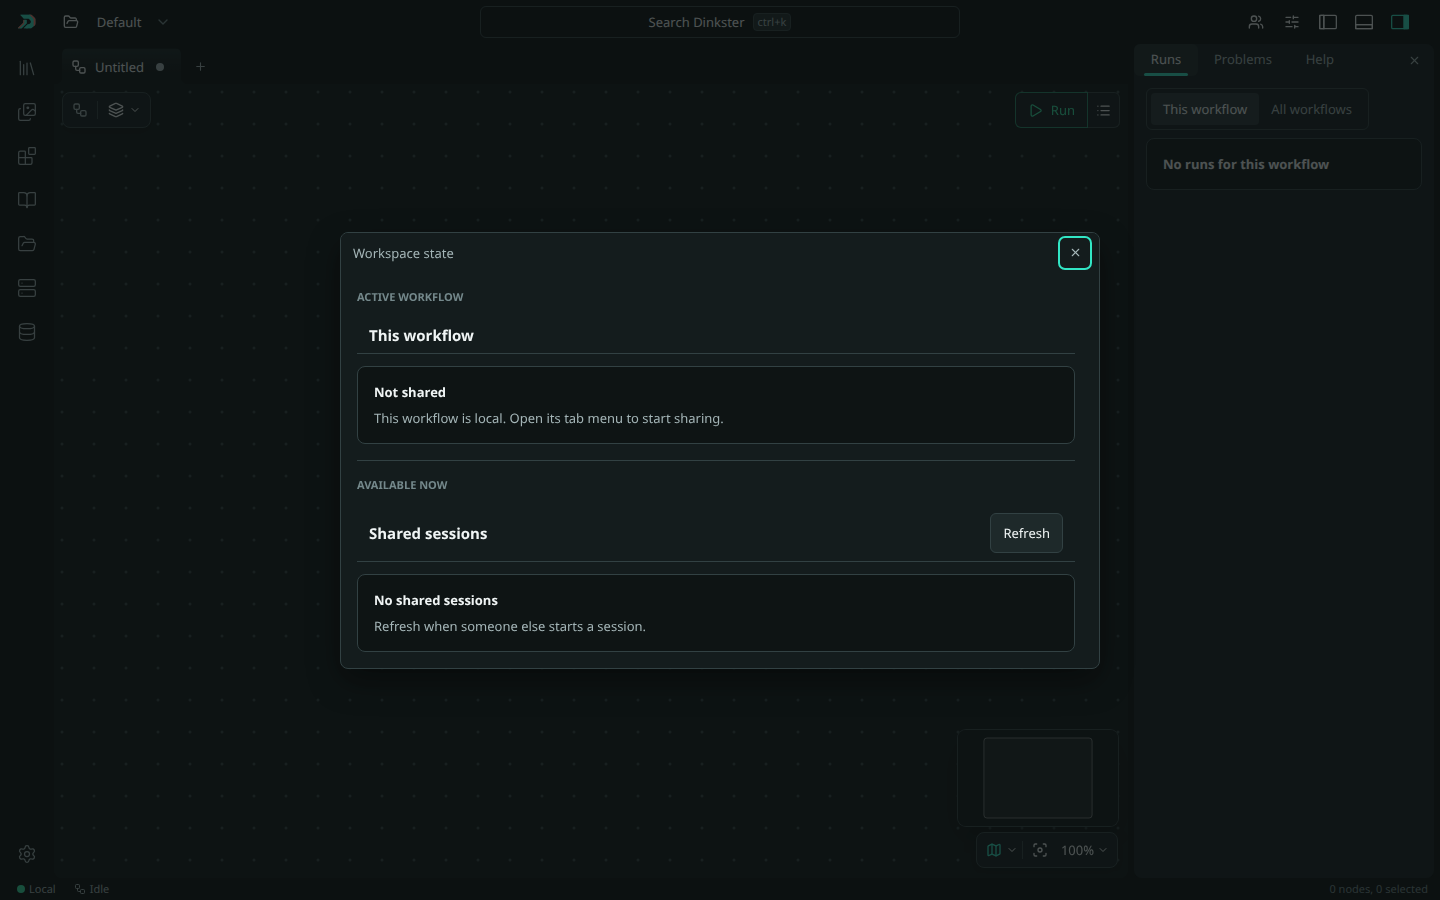 Default
Search Dinkster
ctrl+k
Untitled
Run
Runs
Problems
Help
This workflow
All workflows
No runs for this workflow
Workspace state
ACTIVE WORKFLOW
This workflow
Not shared
This workflow is local. Open its tab menu to start sharing.
AVAILABLE NOW
Shared sessions
Refresh
No shared sessions
Refresh when someone else starts a session.
100%
Local
Idle
0 nodes, 0 selected